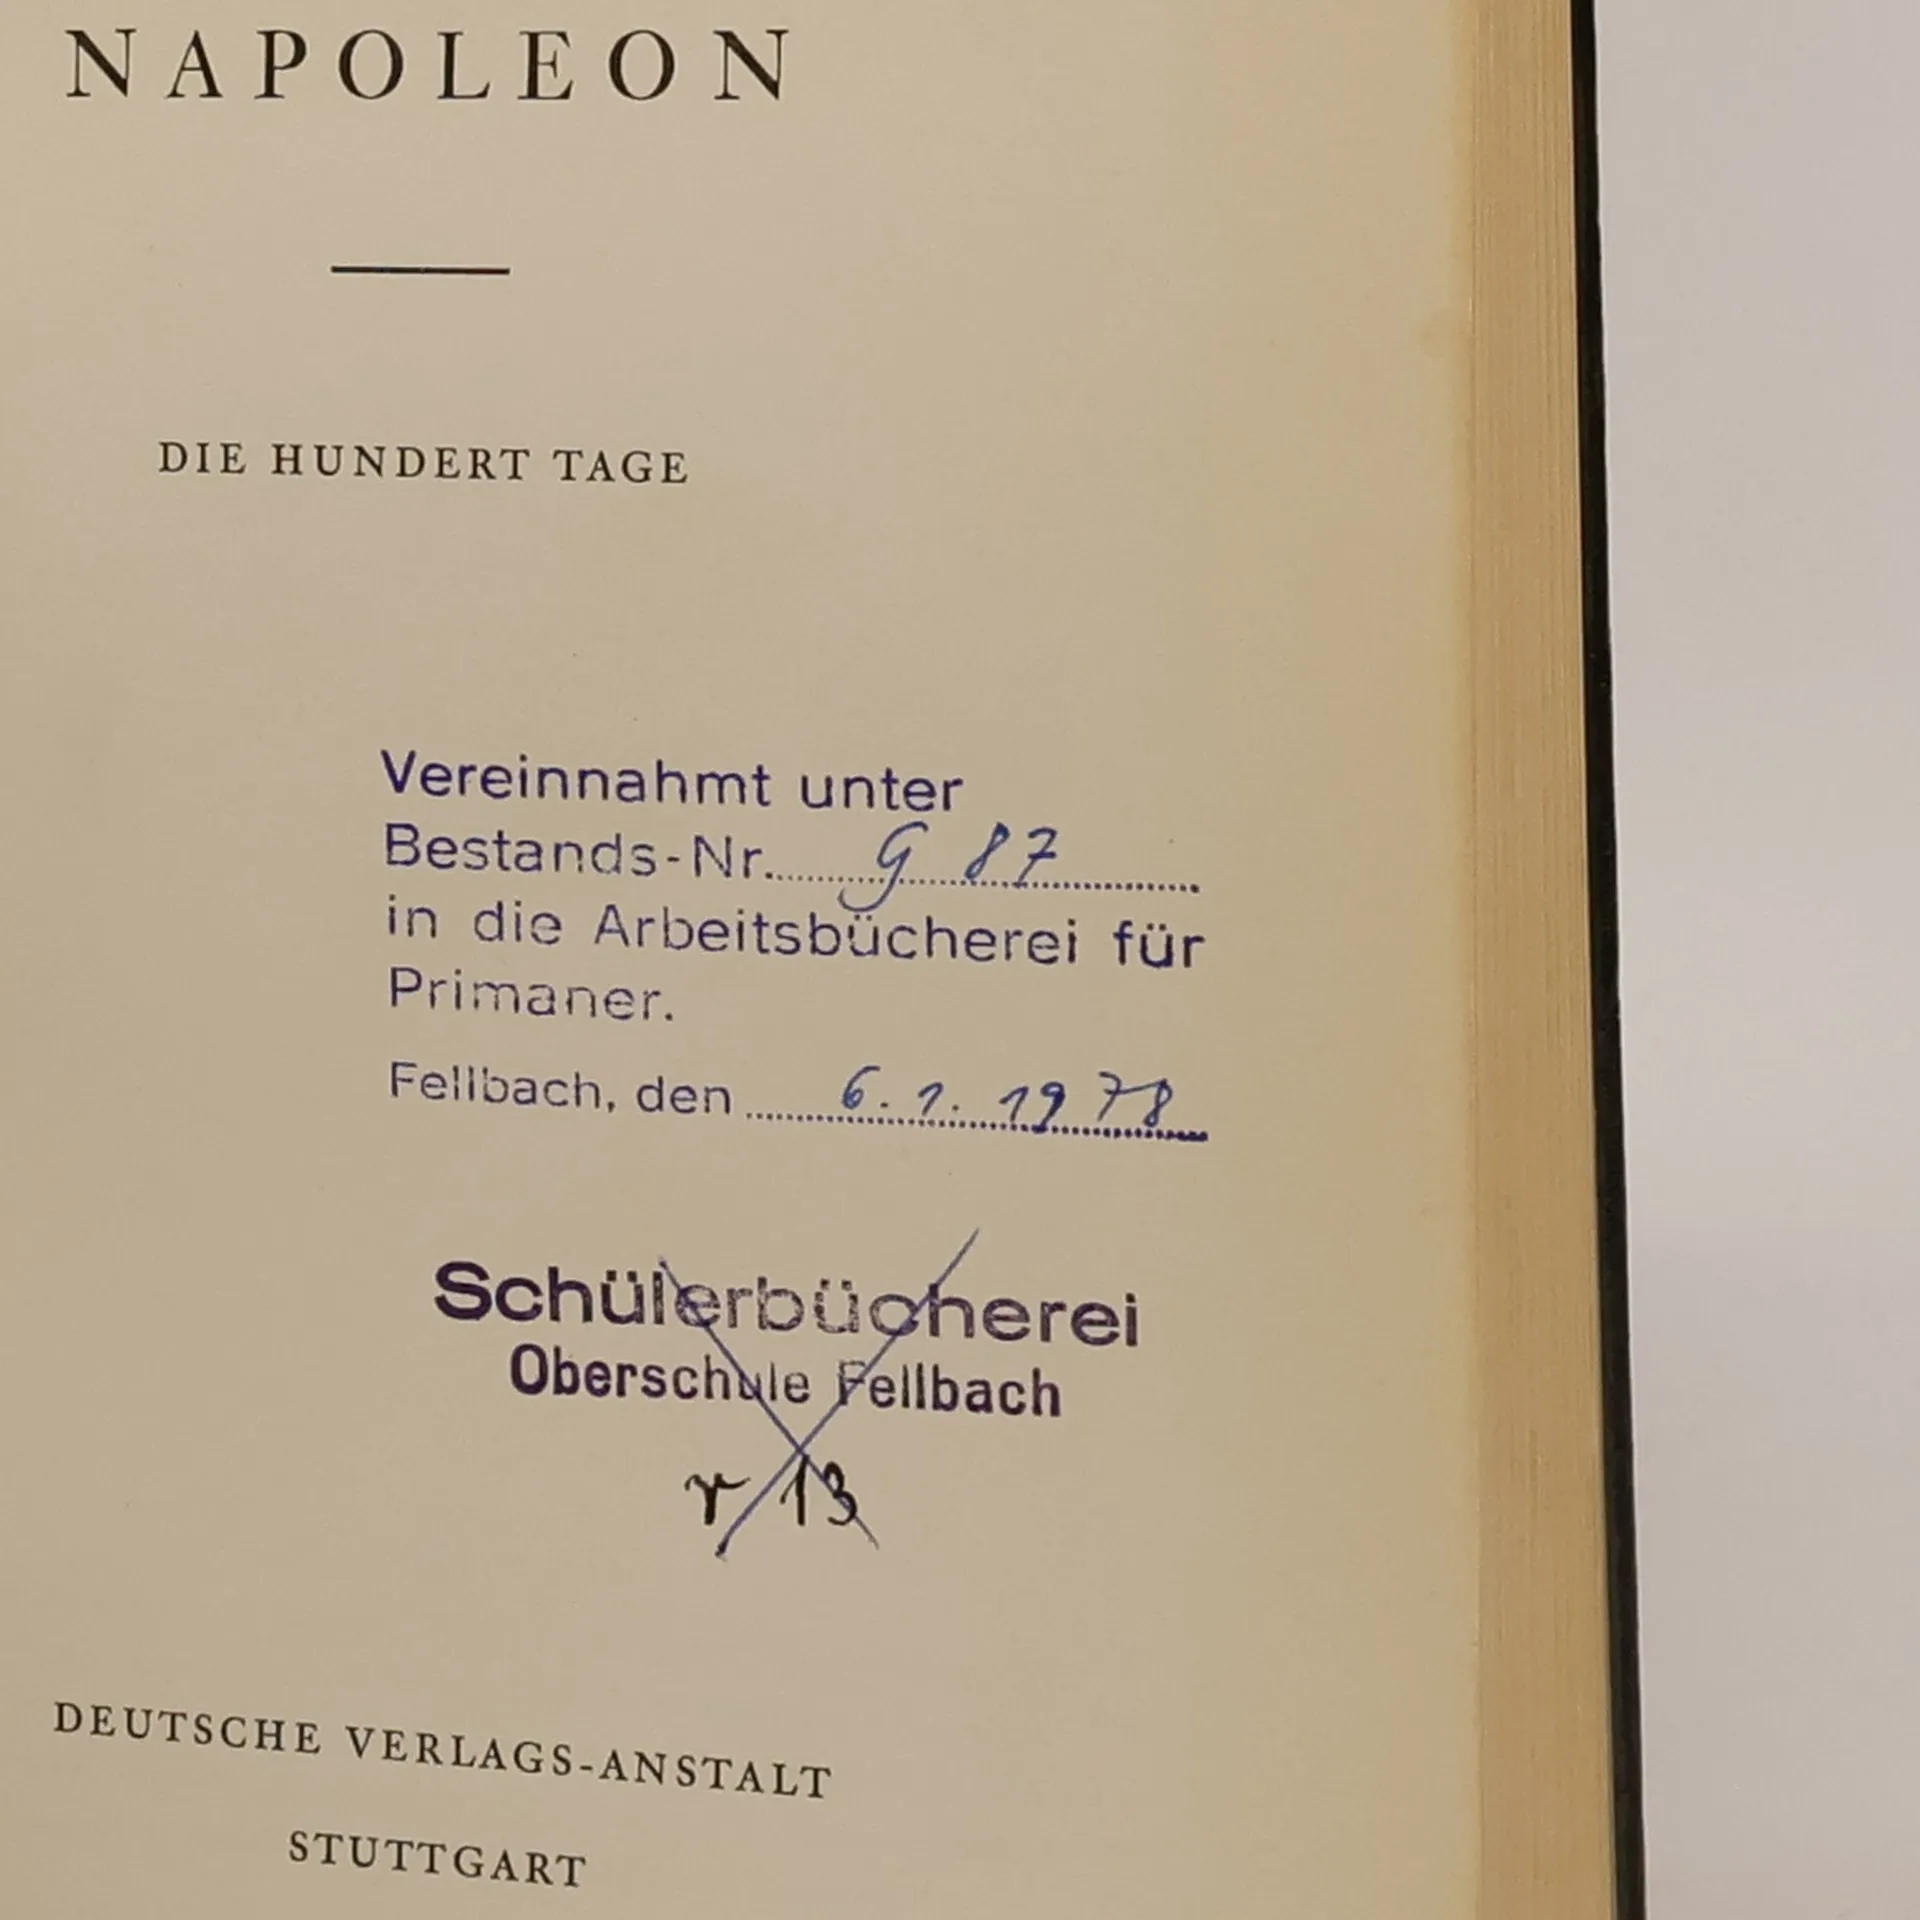 NAPOLEON
DIE HUNDERT TAGE
Vereinnahmt unter
Bestands-Nr. G 87
in die Arbeitsbücherei für
Primaner.
Fellbach, den 6. 1. 1978
Schülerbücherei
Oberschule Fellbach
r 13
DEUTSCHE VERLAGS-ANSTALT
STUTTGART